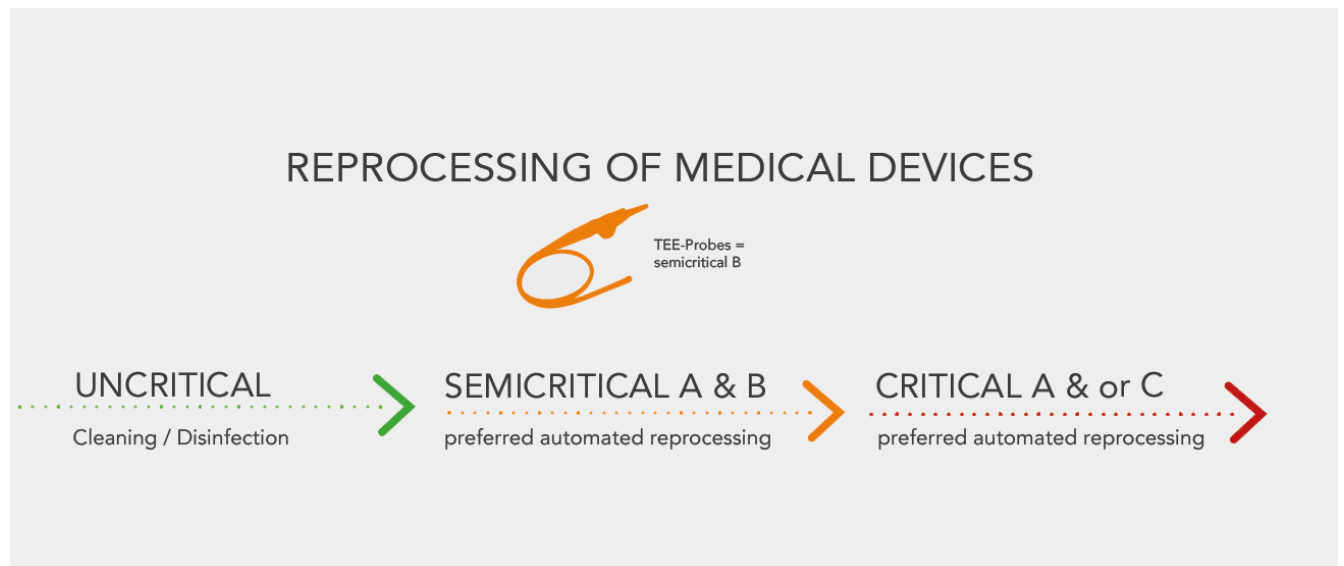 REPROCESSING OF MEDICAL DEVICES
TEE-Probes =
semicritical B
UNCRITICAL
Cleaning / Disinfection
SEMICRITICAL A & B
preferred automated reprocessing
CRITICAL A & or C
preferred automated reprocessing